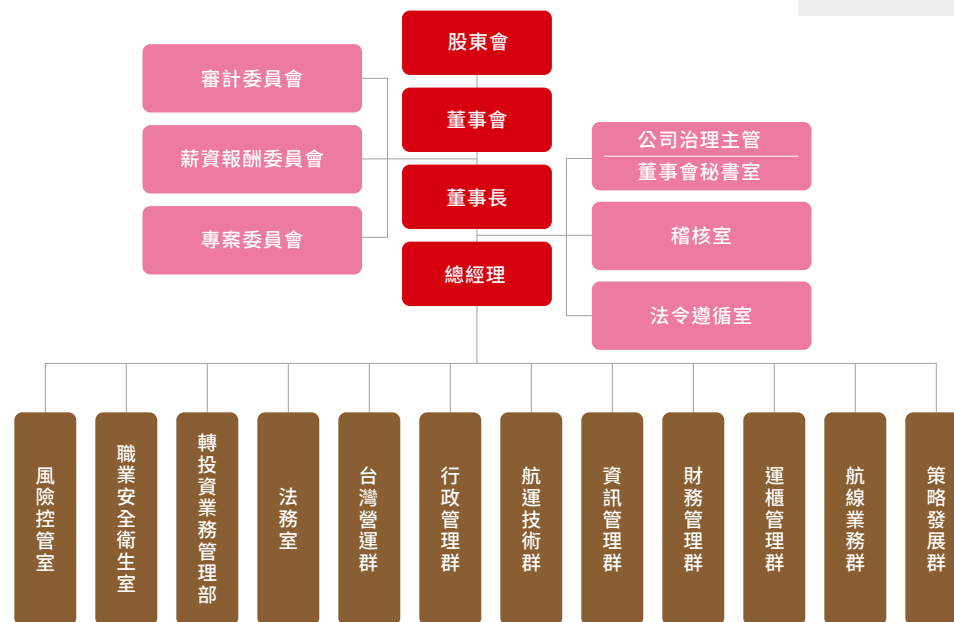 股東會
董事會
董事長
總經理
審計委員會
薪資報酬委員會
專案委員會
公司治理主管
董事會秘書室
稽核室
法令遵循室
風險控管室
職業安全衛生室
轉投資業務管理部
法務室
台灣營運群
行政管理群
航運技術群
資訊管理群
財務管理群
運櫃管理群
航線業務群
策略發展群